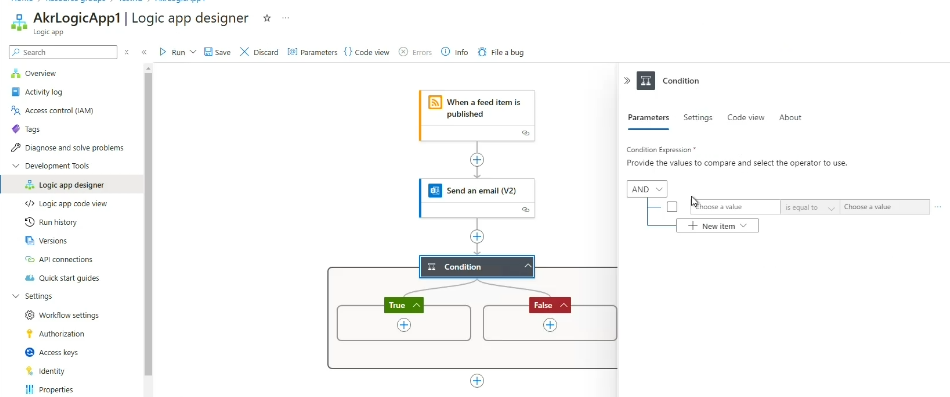 AkrLogicApp1 | Logic app designer
Logic app
Search
Run
Save
Discard
Parameters
Code view
Errors
Info
File a bug
Overview
Activity log
Access control (IAM)
Tags
Diagnose and solve problems
Development Tools
Logic app designer
Logic app code view
Run history
Versions
API connections
Quick start guides
Settings
Workflow settings
Authorization
Access keys
Identity
Properties
When a feed item is
published
Send an email (V2)
Condition
True
False
Condition
Parameters
Settings
Code view
About
Condition Expression *
Provide the values to compare and select the operator to use.
AND
Choose a value
is equal to
Choose a value
New item